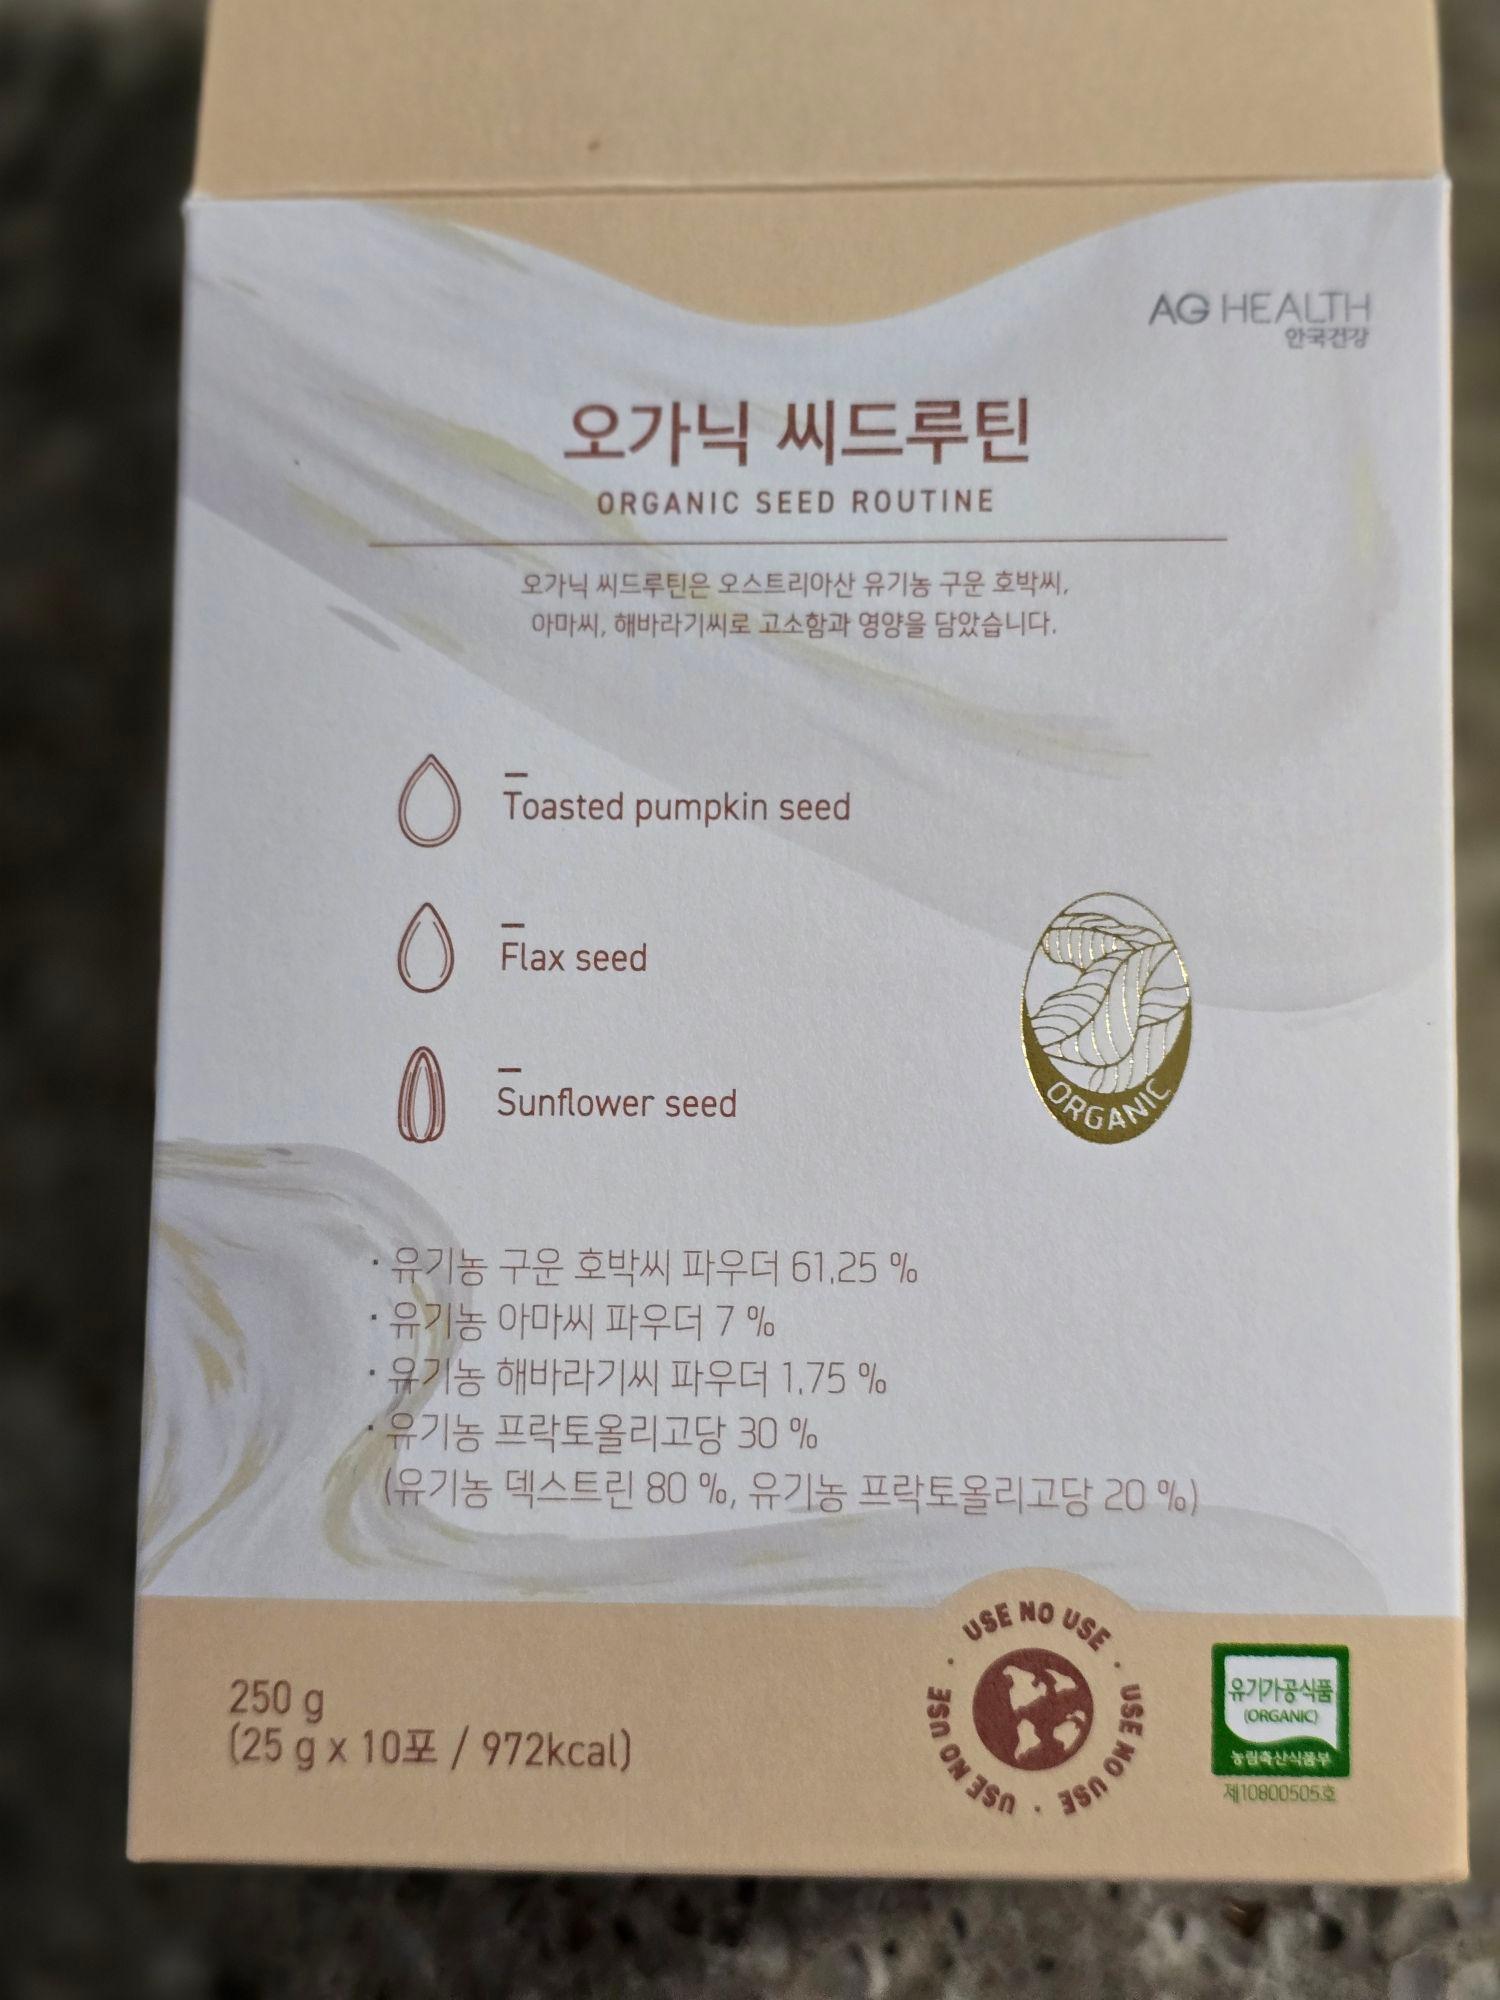 AG HEALTH
안국건강
오가닉 씨드루틴
ORGANIC SEED ROUTINE
오가닉 씨드루틴은 오스트리아산 유기농 구운 호박씨,
아마씨, 해바라기씨로 고소함과 영양을 담았습니다.
Toasted pumpkin seed
Flax seed
Sunflower seed
ORGANIC
· 유기농 구운 호박씨 파우더 61.25 %
· 유기농 아마씨 파우더 7 %
· 유기농 해바라기씨 파우더 1.75 %
· 유기농 프락토올리고당 30 %
(유기농 덱스트린 80 %, 유기농 프락토올리고당 20 %)
250 g
(25 g x 10포 / 972kcal)
USE NO USE · USE NO USE · USE NO USE ·
유기가공식품
(ORGANIC)
농림축산식품부
제10800505호